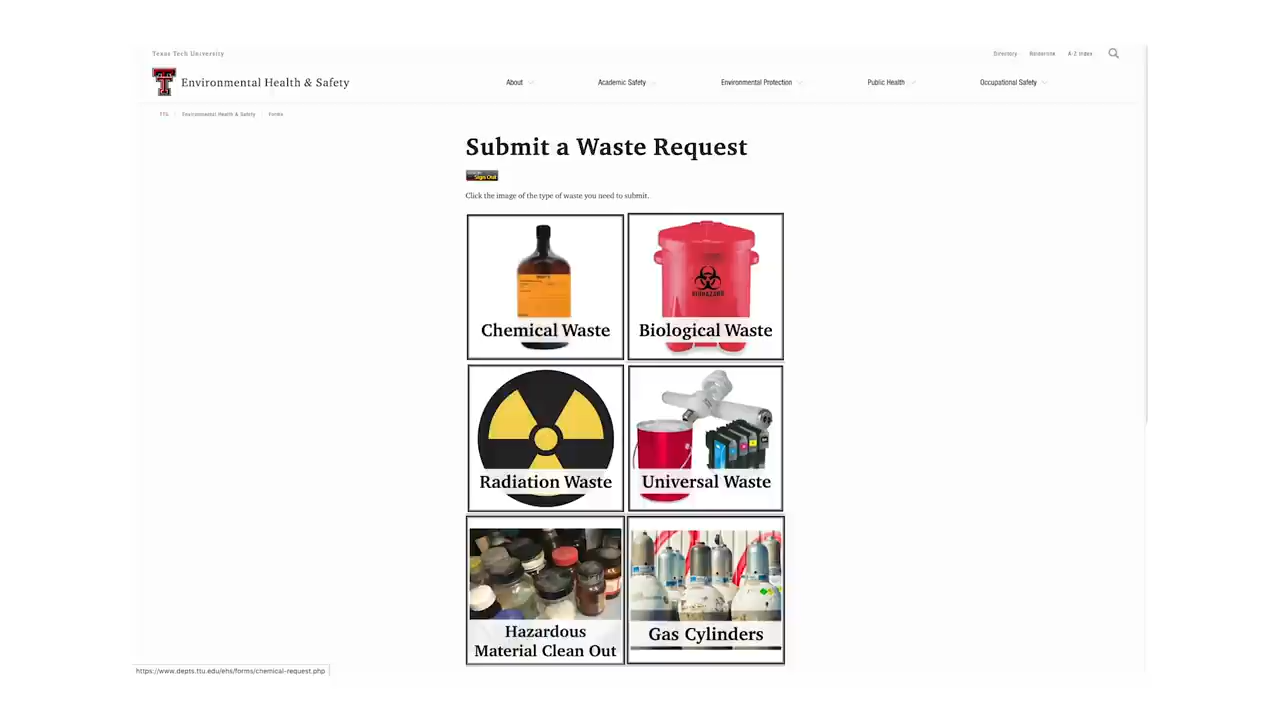 Texas Tech University
Directory Raiderlink A-Z Index
Environmental Health & Safety
About Academic Safety Environmental Protection Public Health Occupational Safety
TTU Environmental Health & Safety Forms
Submit a Waste Request
Sign Out
Click the image of the type of waste you need to submit.
BIOHAZARD
Chemical Waste Biological Waste
Radiation Waste Universal Waste
Hazardous
Material Clean Out
Gas Cylinders
https://www.depts.ttu.edu/ehs/forms/chemical-request.php